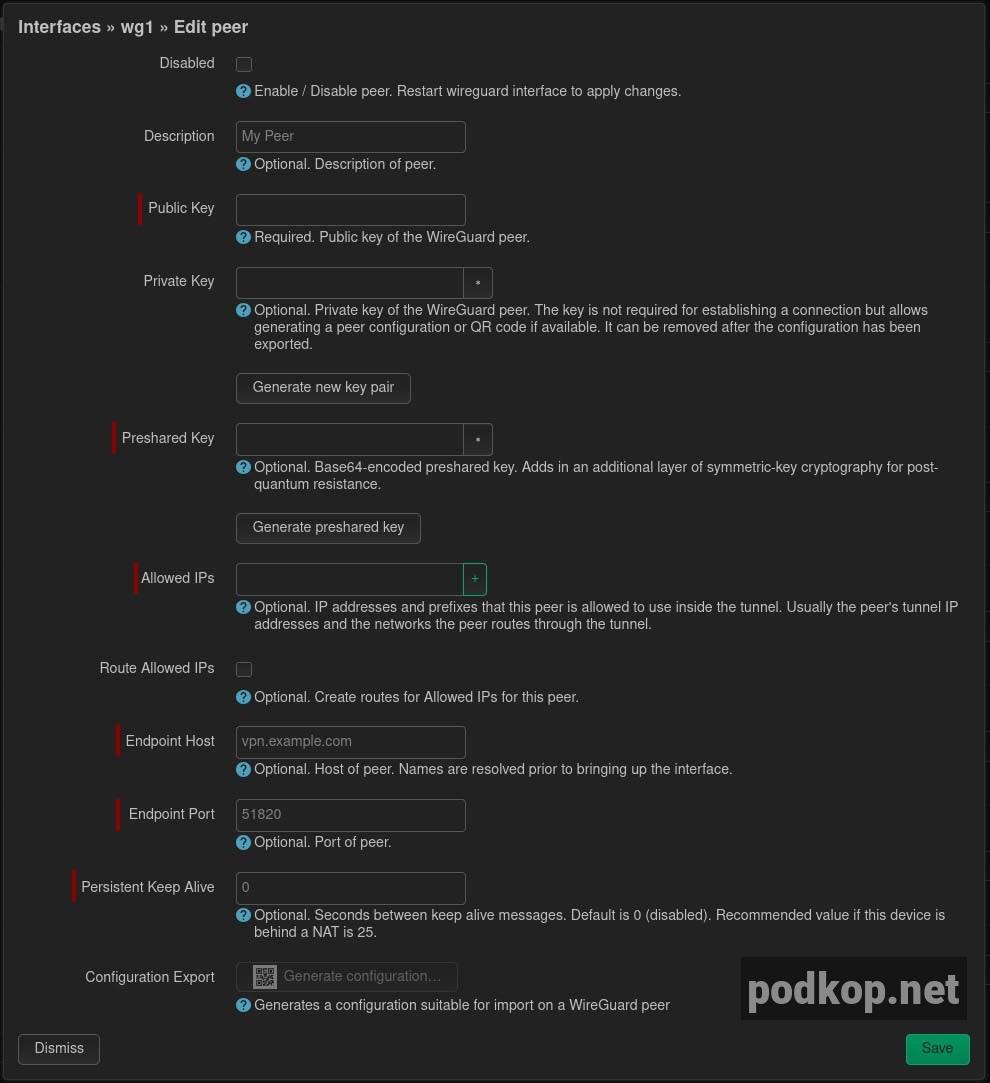 Interfaces » wg1 » Edit peer
Disabled
Enable / Disable peer. Restart wireguard interface to apply changes.
Description
My Peer
Optional. Description of peer.
Public Key
Required. Public key of the WireGuard peer.
Private Key
*
Optional. Private key of the WireGuard peer. The key is not required for establishing a connection but allows
generating a peer configuration or QR code if available. It can be removed after the configuration has been
exported.
Generate new key pair
Preshared Key
*
Optional. Base64-encoded preshared key. Adds in an additional layer of symmetric-key cryptography for post-
quantum resistance.
Generate preshared key
Allowed IPs
+
Optional. IP addresses and prefixes that this peer is allowed to use inside the tunnel. Usually the peer's tunnel IP
addresses and the networks the peer routes through the tunnel.
Route Allowed IPs
Optional. Create routes for Allowed IPs for this peer.
Endpoint Host
vpn.example.com
Optional. Host of peer. Names are resolved prior to bringing up the interface.
Endpoint Port
51820
Optional. Port of peer.
Persistent Keep Alive
0
Optional. Seconds between keep alive messages. Default is 0 (disabled). Recommended value if this device is
behind a NAT is 25.
Configuration Export
Generate configuration...
Generates a configuration suitable for import on a WireGuard peer
podkop.net
Dismiss
Save